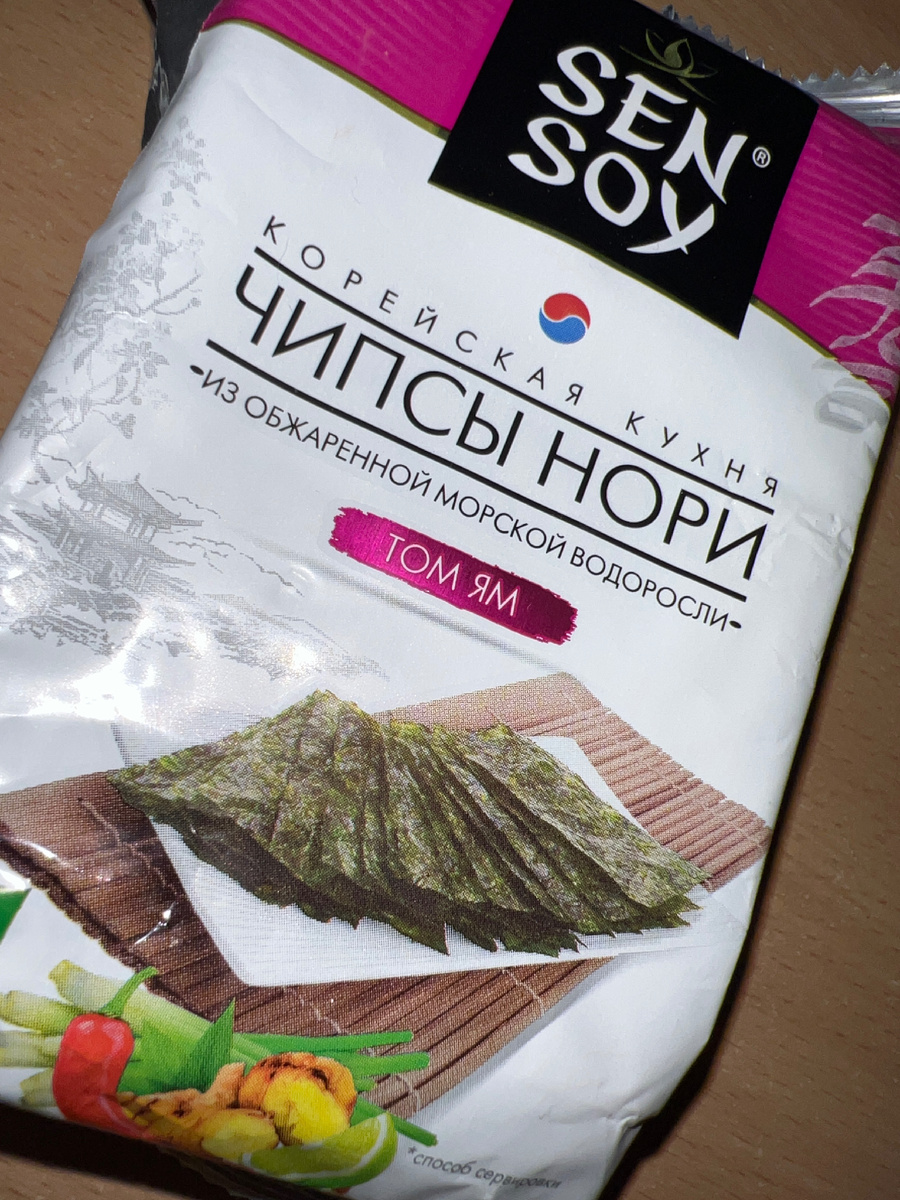 SEN
SOY®
КОРЕЙСКАЯ КУХНЯ
ЧИПСЫ НОРИ
•ИЗ ОБЖАРЕННОЙ МОРСКОЙ ВОДОРОСЛИ•
ТОМ ЯМ
*способ сервировки